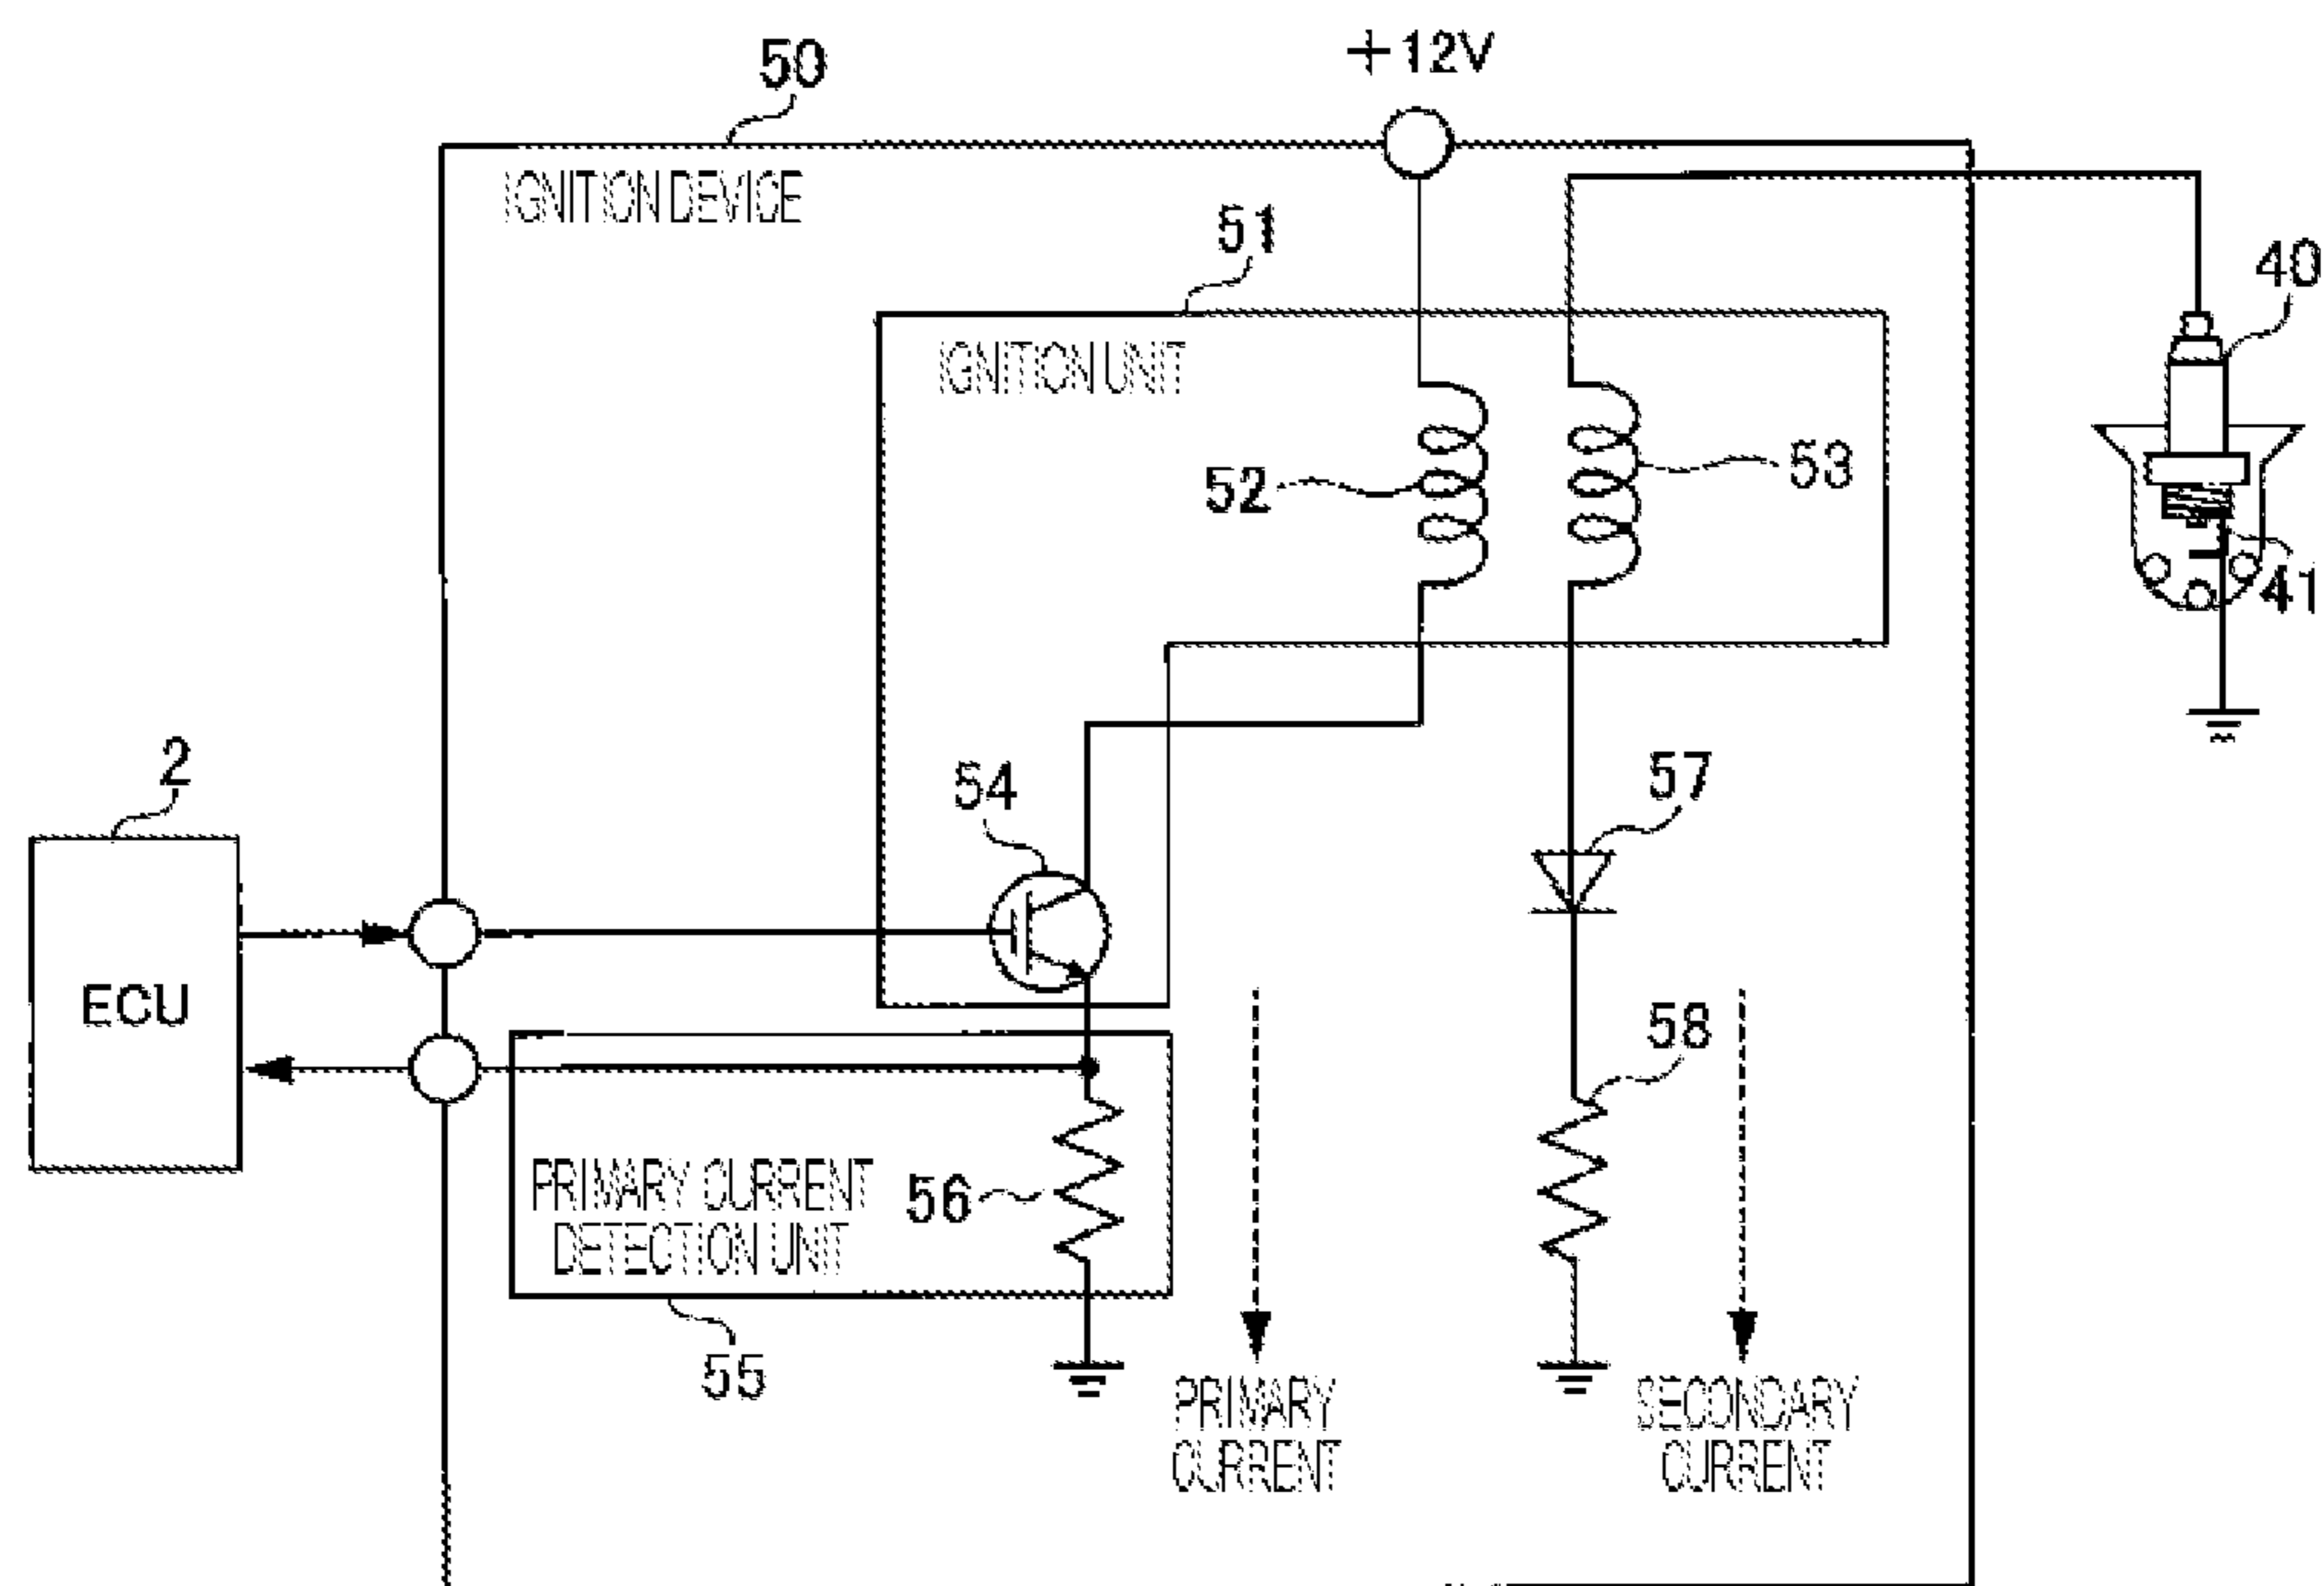 50
+12V
IGNITION DEVICE
51
40
IGNITION UNIT
52
53
41
2
54
57
ECU
58
PRIMARY CURRENT
DETECTION UNIT
56
55
PRIMARY
CURRENT
SECONDARY
CURRENT